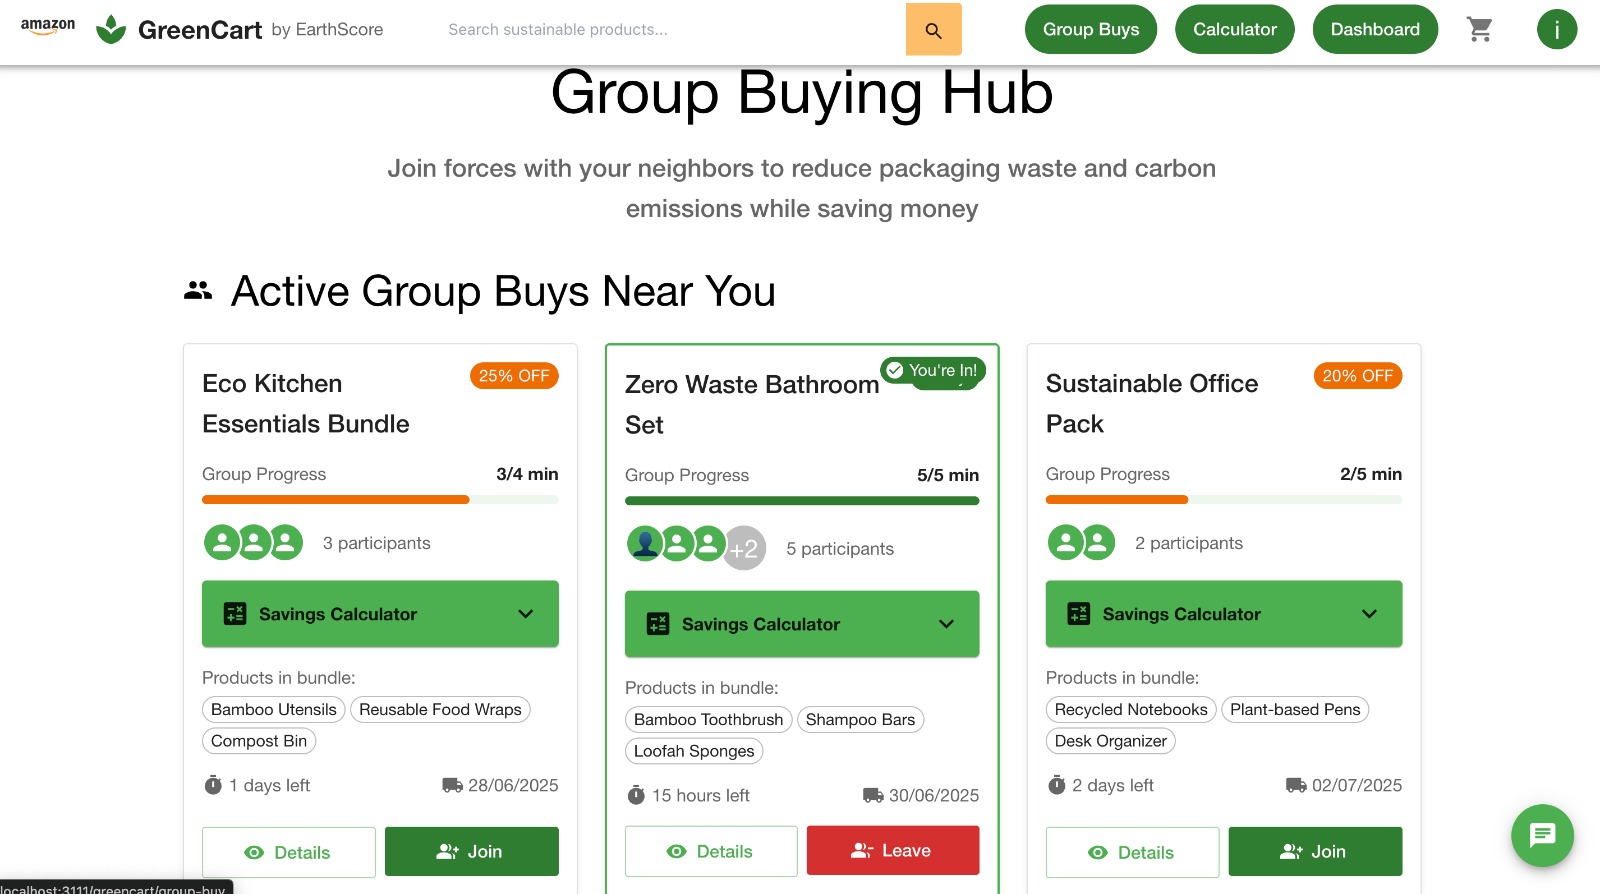 amazon
GreenCart by EarthScore
Search sustainable products...
Group Buys
Calculator
Dashboard
i
Group Buying Hub
Join forces with your neighbors to reduce packaging waste and carbon
emissions while saving money
Active Group Buys Near You
Eco Kitchen
Essentials Bundle
25% OFF
Group Progress
3/4 min
3 participants
Savings Calculator
Products in bundle:
Bamboo Utensils
Reusable Food Wraps
Compost Bin
1 days left
28/06/2025
Details
Join
Zero Waste Bathroom
Set
You're In!
Group Progress
5/5 min
+2
5 participants
Savings Calculator
Products in bundle:
Bamboo Toothbrush
Shampoo Bars
Loofah Sponges
15 hours left
30/06/2025
Details
Leave
Sustainable Office
Pack
20% OFF
Group Progress
2/5 min
2 participants
Savings Calculator
Products in bundle:
Recycled Notebooks
Plant-based Pens
Desk Organizer
2 days left
02/07/2025
Details
Join
localhost:3111/greencart/group-buy